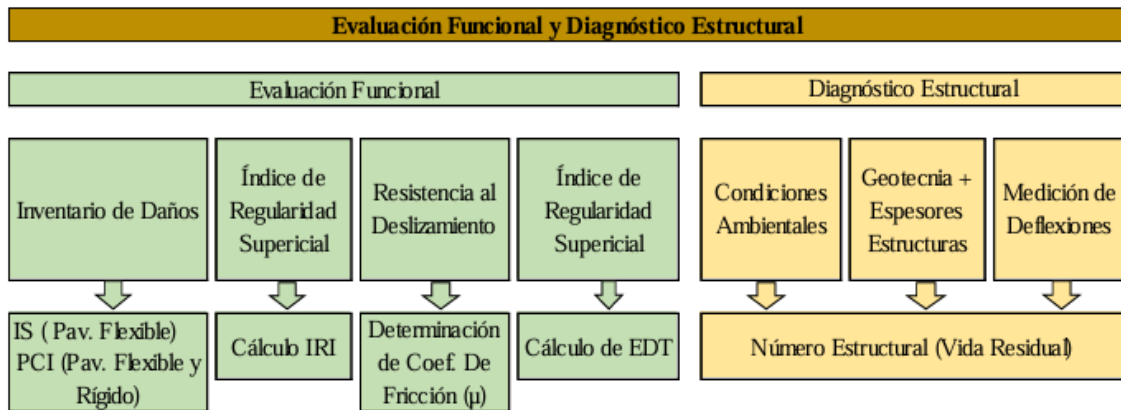 Evaluación Funcional y Diagnóstico Estructural
Evaluación Funcional
Diagnóstico Estructural
Inventario de Daños
Índice de
Regularidad
Supericial
Resistencia al
Deslizamiento
Índice de
Regularidad
Supericial
Condiciones
Ambientales
Geotecnia +
Espesores
Estructuras
Medición de
Deflexiones
IS ( Pav. Flexible)
PCI (Pav. Flexible y
Rígido)
Cálculo IRI
Determinación
de Coef. De
Fricción (μ)
Cálculo de EDT
Número Estructural (Vida Residual)